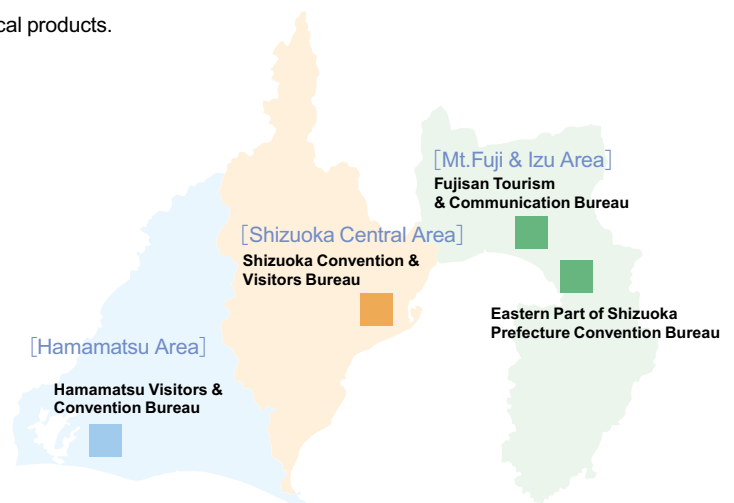 cal products.
[Mt.Fuji & Izu Area]
Fujisan Tourism
& Communication Bureau
[Shizuoka Central Area]
Shizuoka Convention &
Visitors Bureau
Eastern Part of Shizuoka
Prefecture Convention Bureau
[Hamamatsu Area]
Hamamatsu Visitors &
Convention Bureau